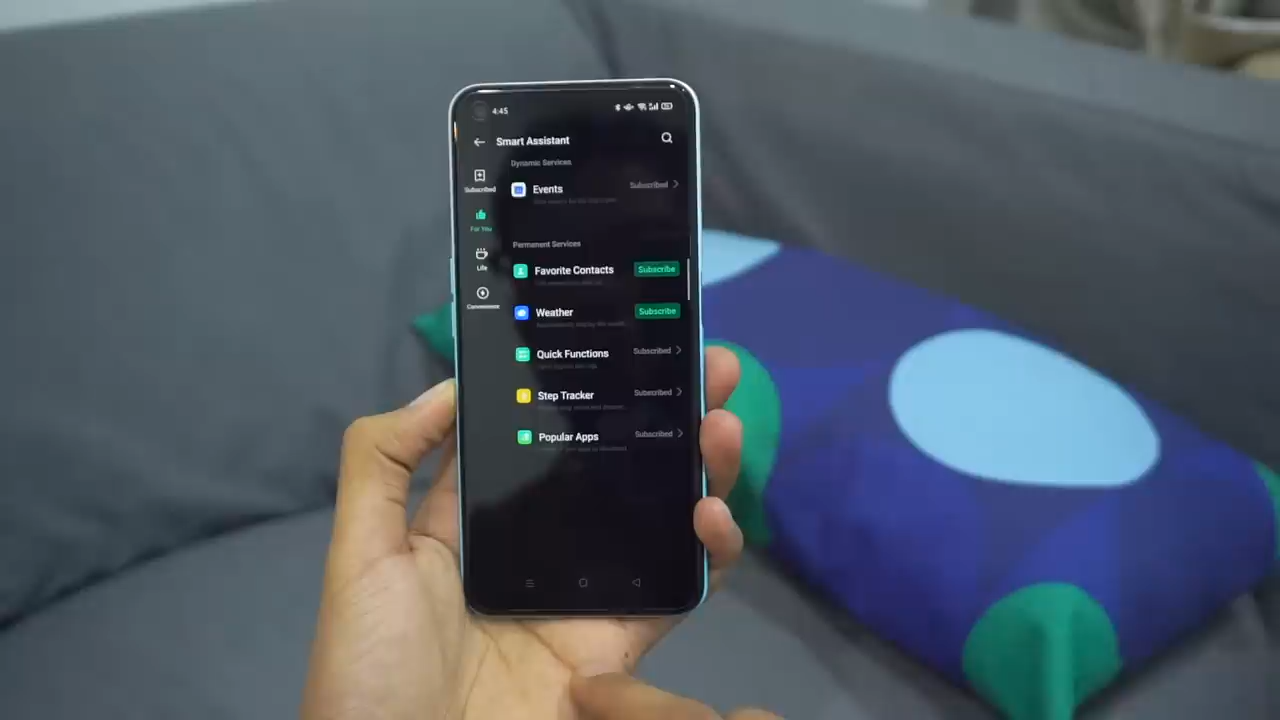 4:45
Smart Assistant
Dynamic Services
Subscribed
Events
Subscribed
For You
Permanent Services
Life
Favorite Contacts
Subscribe
Weather
Subscribe
Quick Functions
Subscribed
Step Tracker
Subscribed
Popular Apps
Subscribed